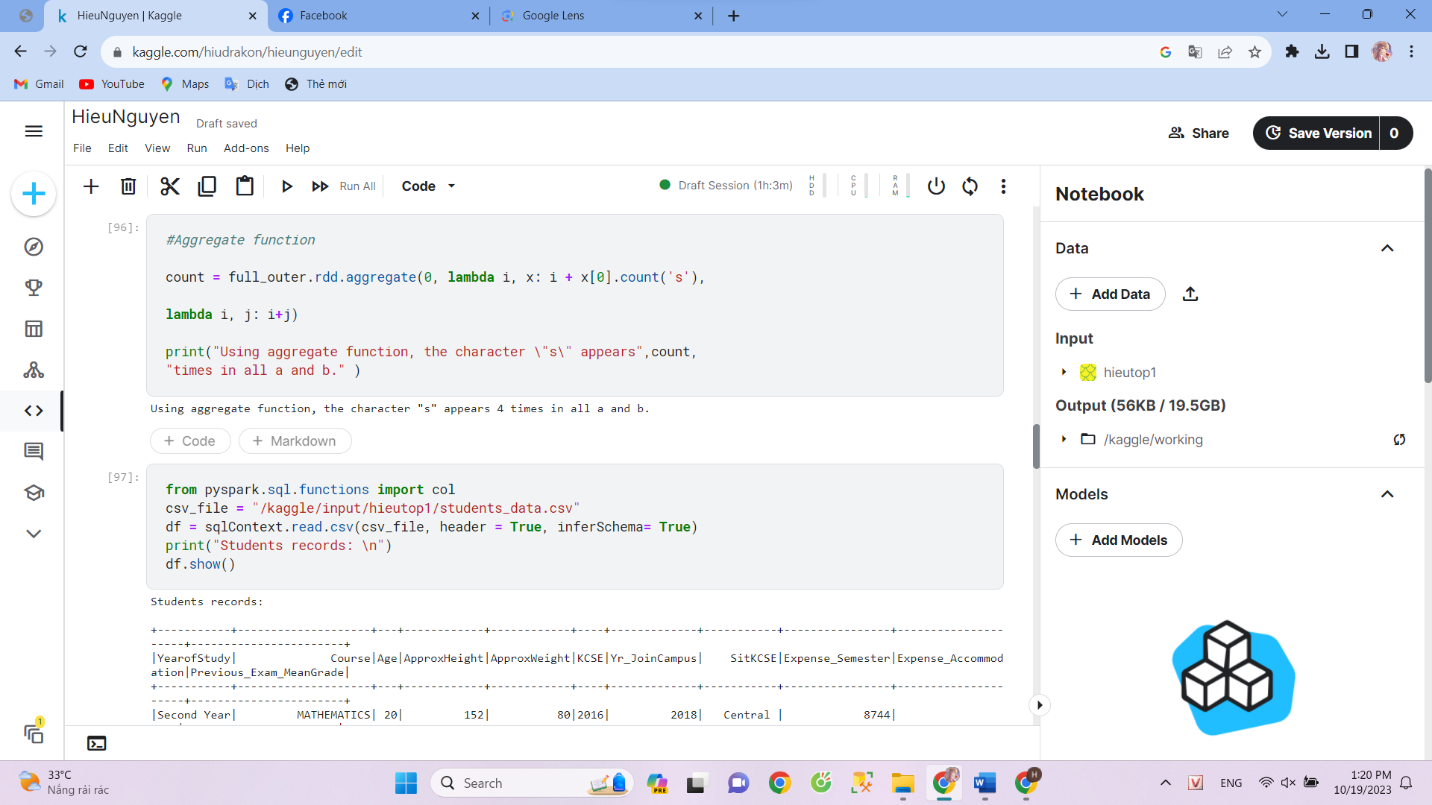 HieuNguyen | Kaggle
Facebook
Google Lens
kaggle.com/hiudrakon/hieunguyen/edit
Gmail
YouTube
Maps
Dịch
Thẻ mới
HieuNguyen
Draft saved
File Edit View Run Add-ons Help
Share
Save Version 0
Run All
Code
Draft Session (1h:3m)
HDD
CPU
RAM
[96]:
#Aggregate function
count = full_outer.rdd.aggregate(0, lambda i, x: i + x[0].count('s'),
lambda i, j: i+j)
print("Using aggregate function, the character \"s\" appears",count,
"times in all a and b." )
Using aggregate function, the character "s" appears 4 times in all a and b.
+ Code
+ Markdown
[97]:
from pyspark.sql.functions import col
csv_file = "/kaggle/input/hieutop1/students_data.csv"
df = sqlContext.read.csv(csv_file, header = True, inferSchema= True)
print("Students records: \n")
df.show()
Students records:
+-----------+--------------------+---+------------+------------+----+-------------+-----------+----------------+---------------
-----+-----------------------+
|YearofStudy|              Course|Age|ApproxHeight|ApproxWeight|KCSE|Yr_JoinCampus|    SitKCSE|Expense_Semester|Expense_Accommod
ation|Previous_Exam_MeanGrade|
+-----------+--------------------+---+------------+------------+----+-------------+-----------+----------------+---------------
-----+-----------------------+
|Second Year|         MATHEMATICS| 20|         152|          80|2016|         2018|   Central |            8744|
Notebook
Data
+ Add Data
Input
hieutop1
Output (56KB / 19.5GB)
/kaggle/working
Models
+ Add Models
1
33°C
Nắng rải rác
Search
PRE
H
V
ENG
1:20 PM
10/19/2023